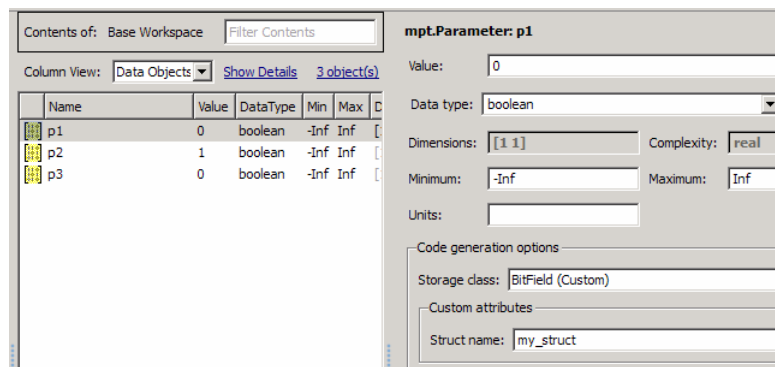 Contents of: Base Workspace Filter Contents
Column View: Data Objects Show Details 3 object(s)
Name Value DataType Min Max
p1 0 boolean -Inf Inf [
p2 1 boolean -Inf Inf [
p3 0 boolean -Inf Inf [
mpt.Parameter: p1
Value: 0
Data type: boolean
Dimensions: [1 1] Complexity: real
Minimum: -Inf Maximum: Inf
Units:
Code generation options
Storage class: BitField (Custom)
Custom attributes
Struct name: my_struct